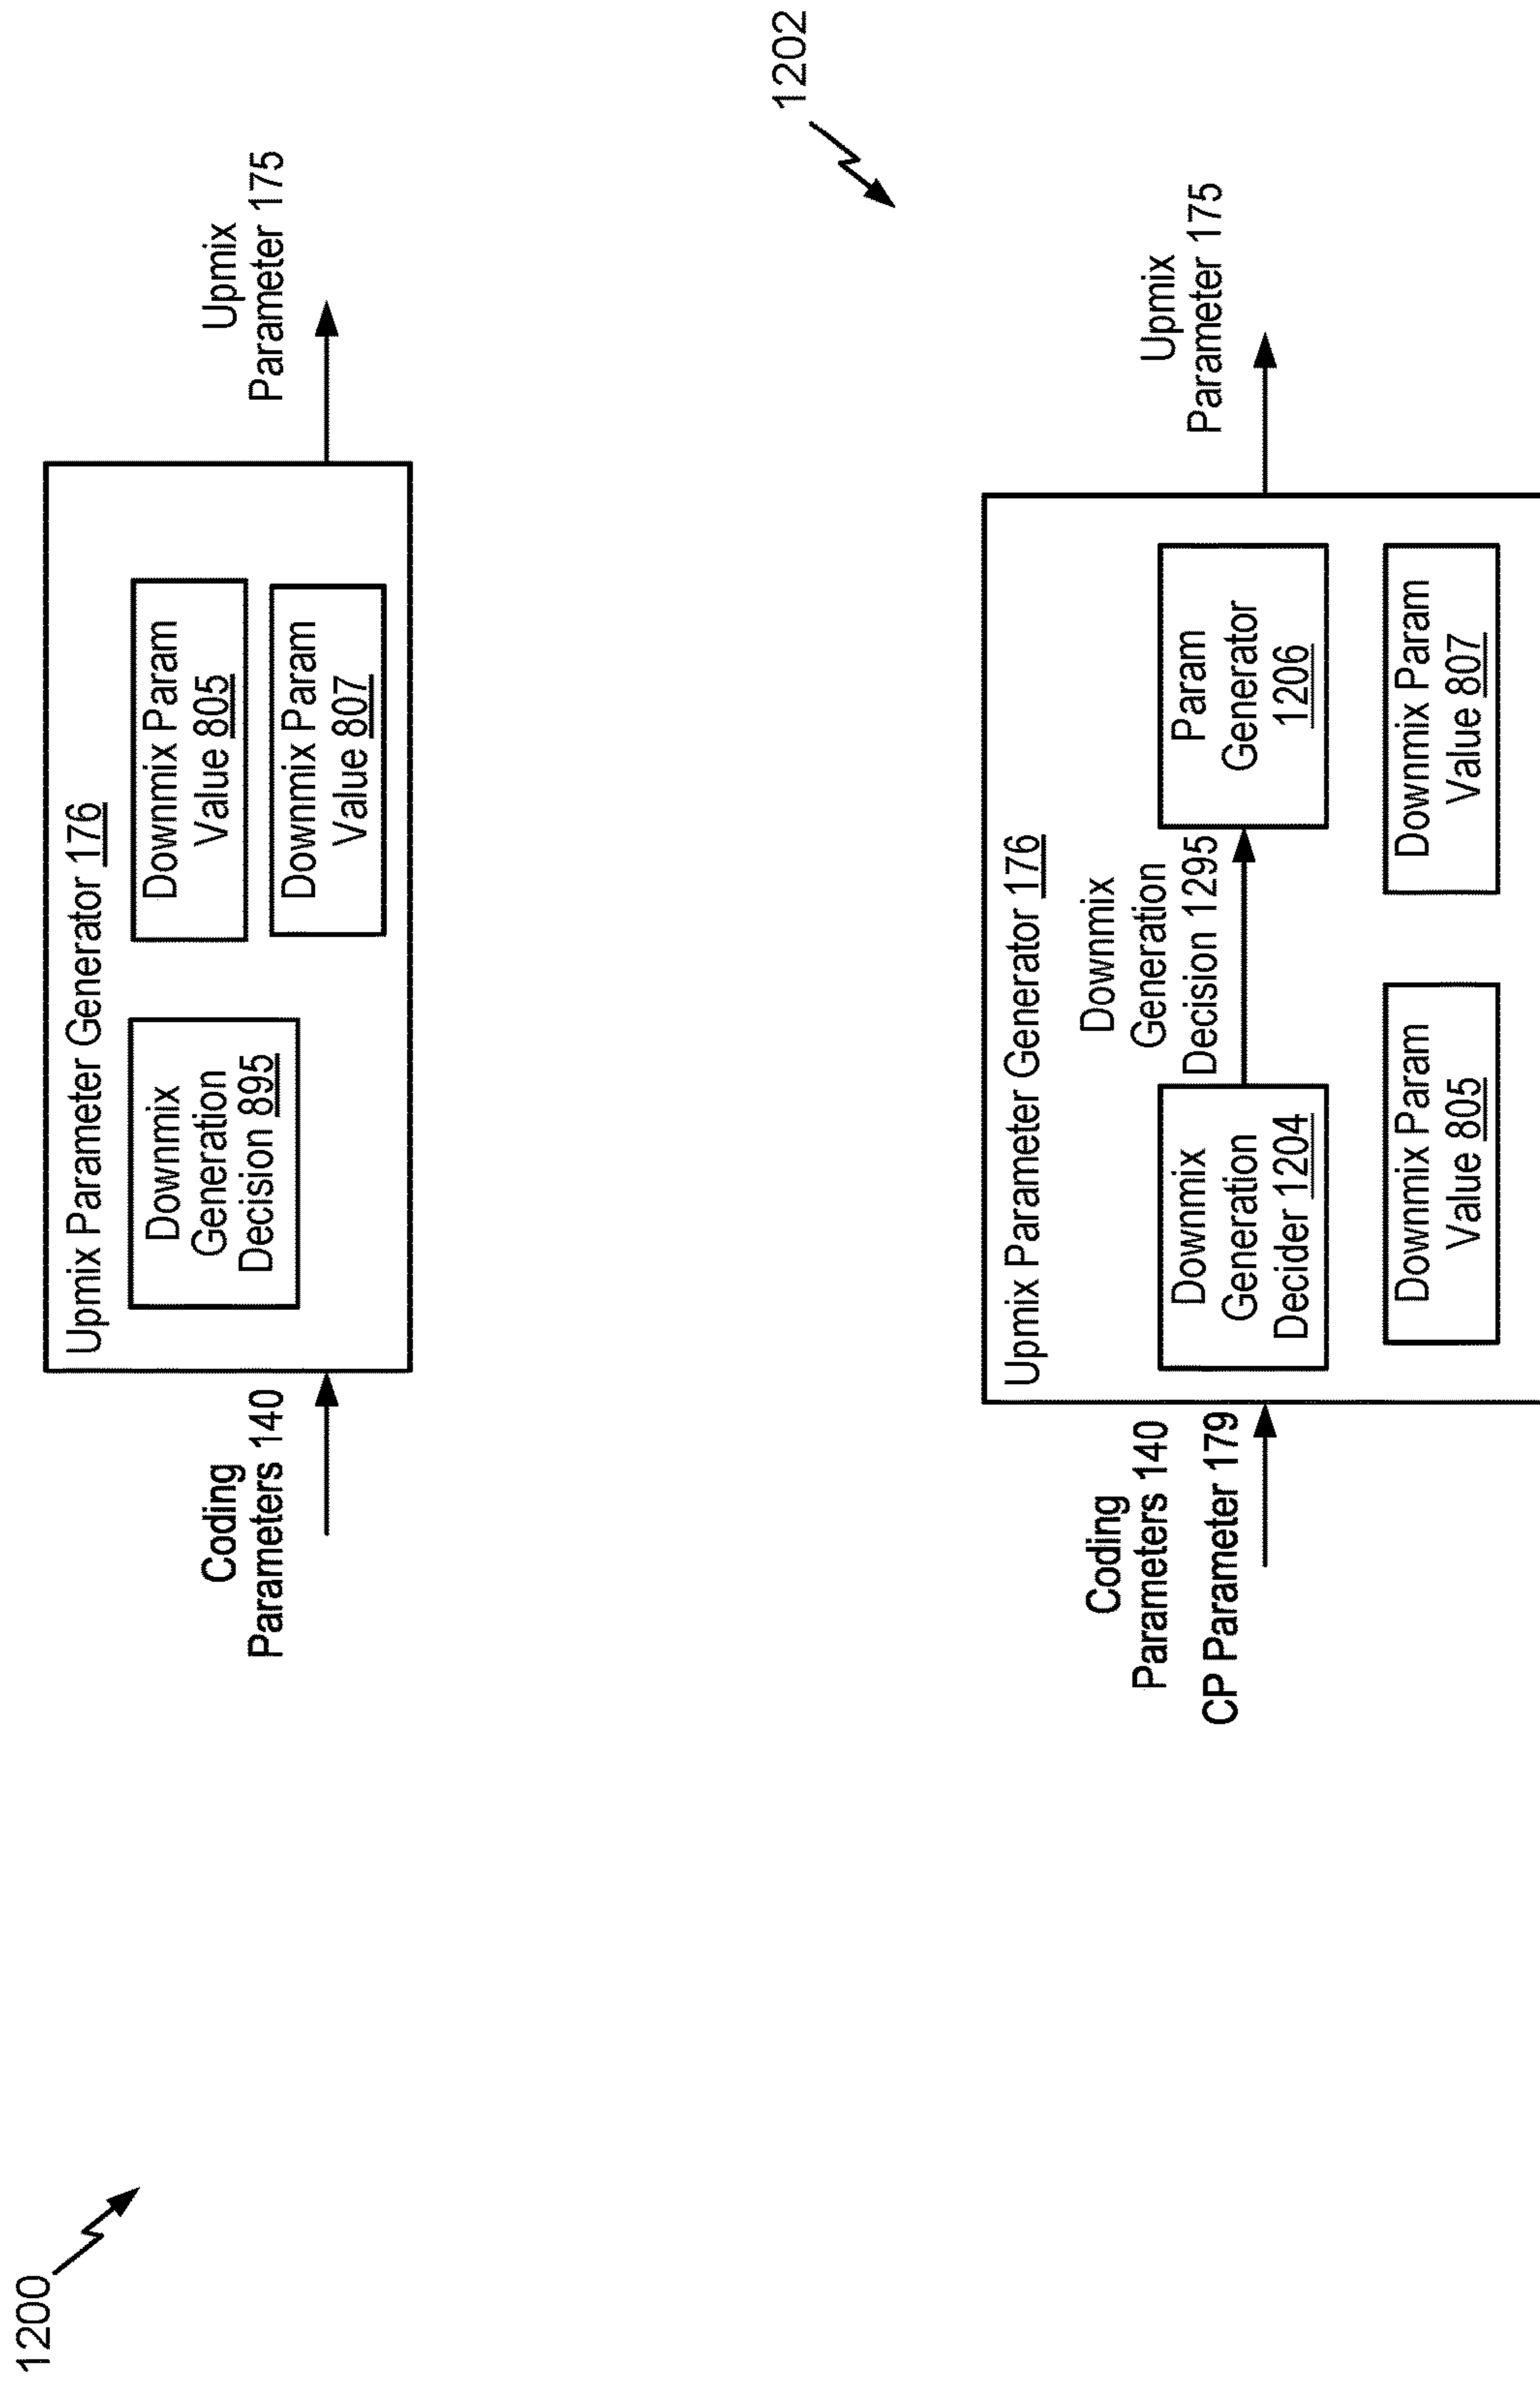 1200
Upmix Parameter Generator 176
Coding
Parameters 140
Downmix
Generation
Decision 895
Downmix Param
Value 805
Downmix Param
Value 807
Upmix
Parameter 175
1202
Upmix Parameter Generator 176
Coding
Parameters 140
CP Parameter 179
Downmix
Generation
Decider 1204
Downmix
Generation
Decision 1295
Param
Generator
1206
Downmix Param
Value 805
Downmix Param
Value 807
Upmix
Parameter 175